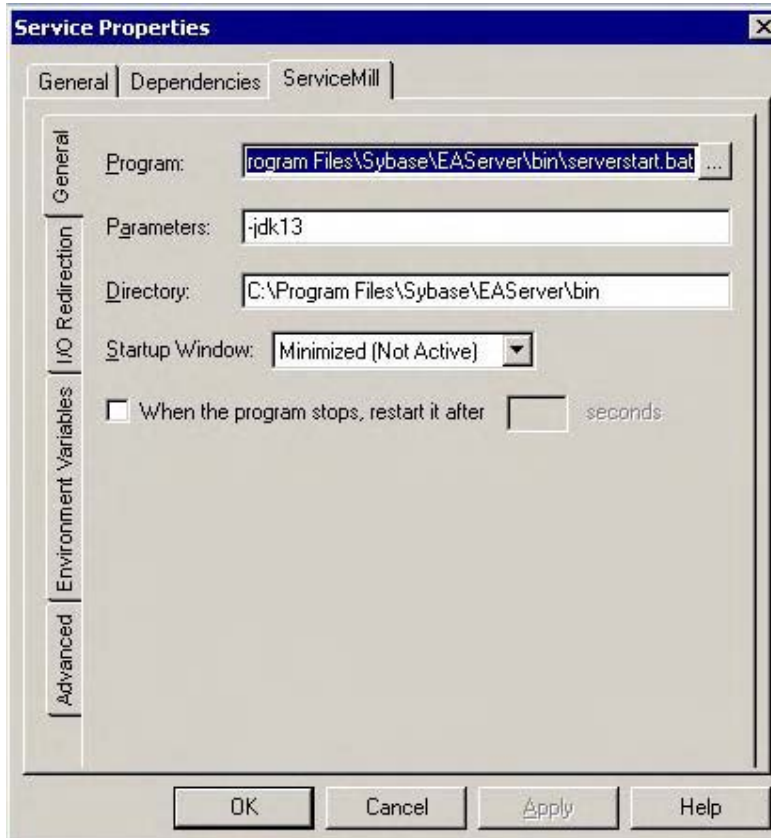 Service Properties
General Dependencies ServiceMill
General
I/O Redirection
Environment Variables
Advanced
Program: rogram Files\Sybase\EAServer\bin\serverstart.bat ...
Parameters: -jdk13
Directory: C:\Program Files\Sybase\EAServer\bin
Startup Window: Minimized (Not Active)
When the program stops, restart it after seconds
OK Cancel Apply Help